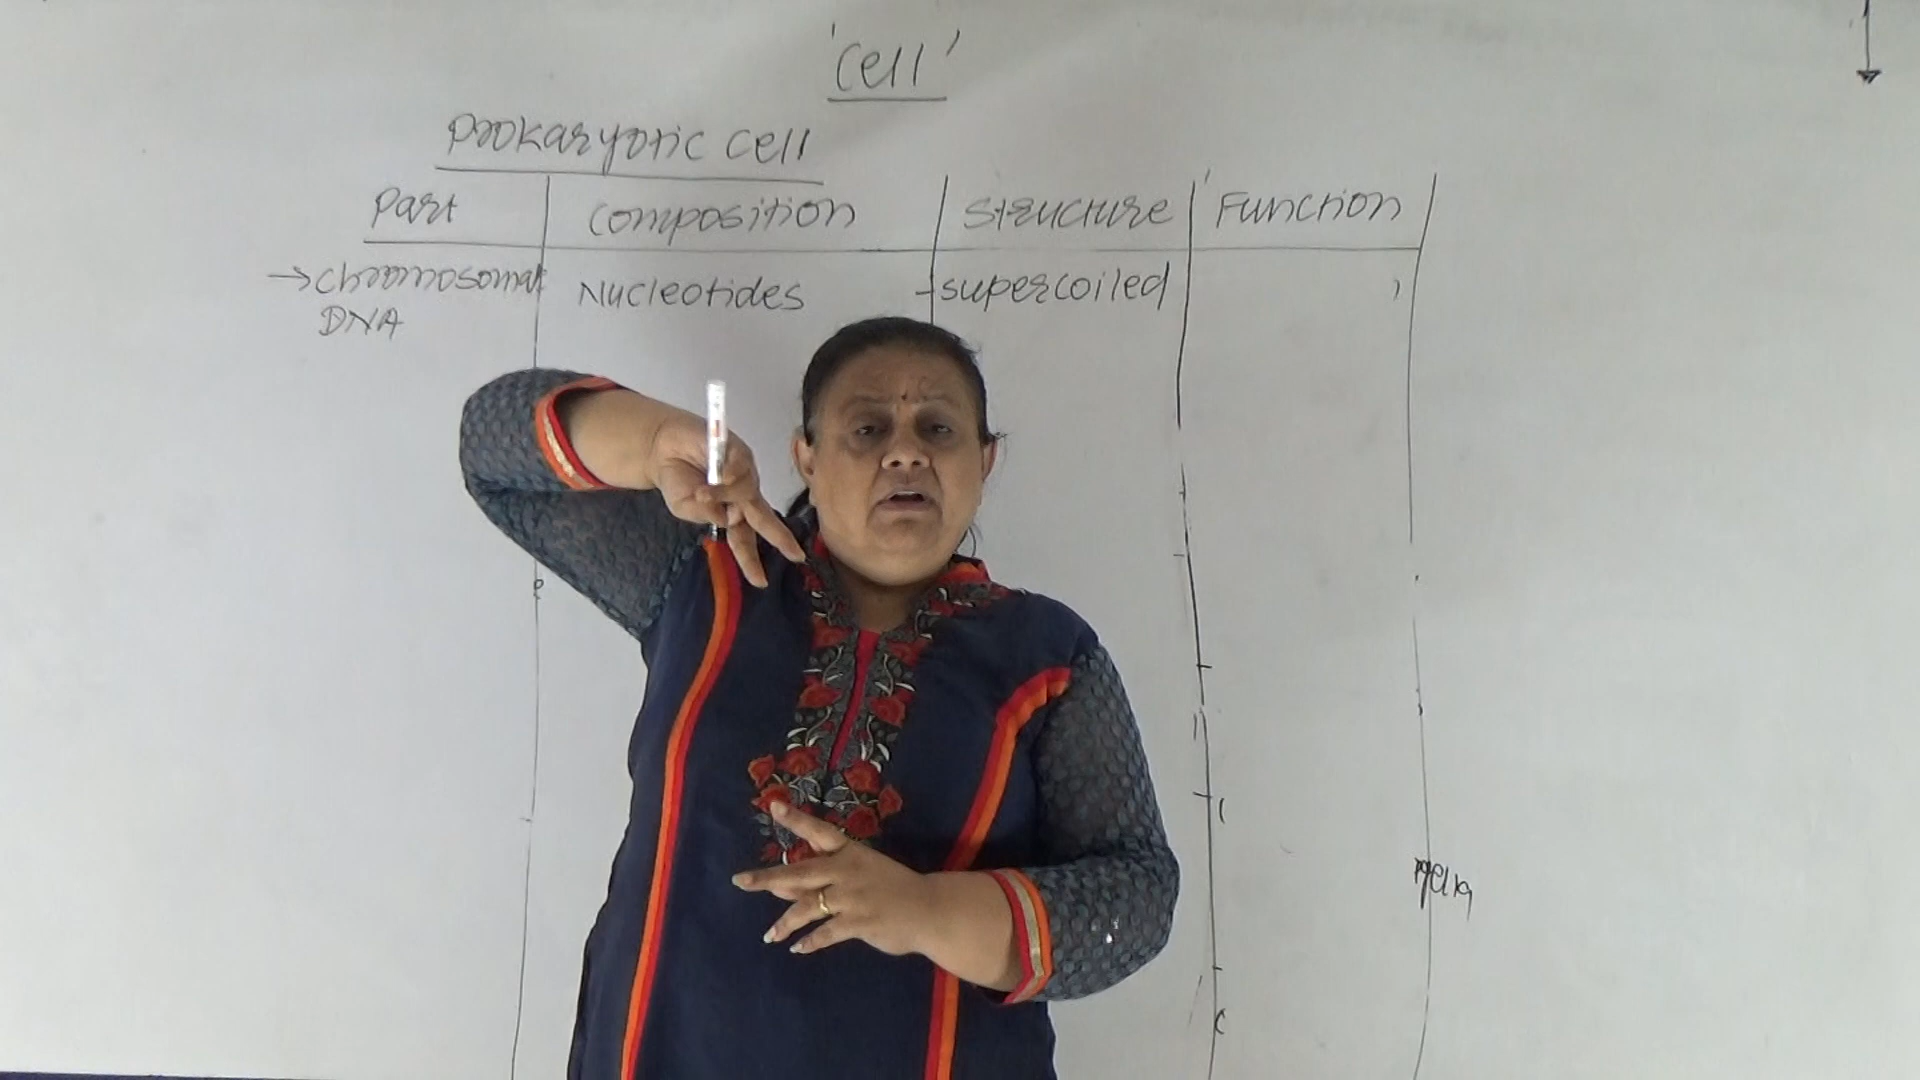 'Cell'
Prokaryotic cell
Part Composition Structure Function
→Chromosomal Nucleotides -supercoiled
DNA